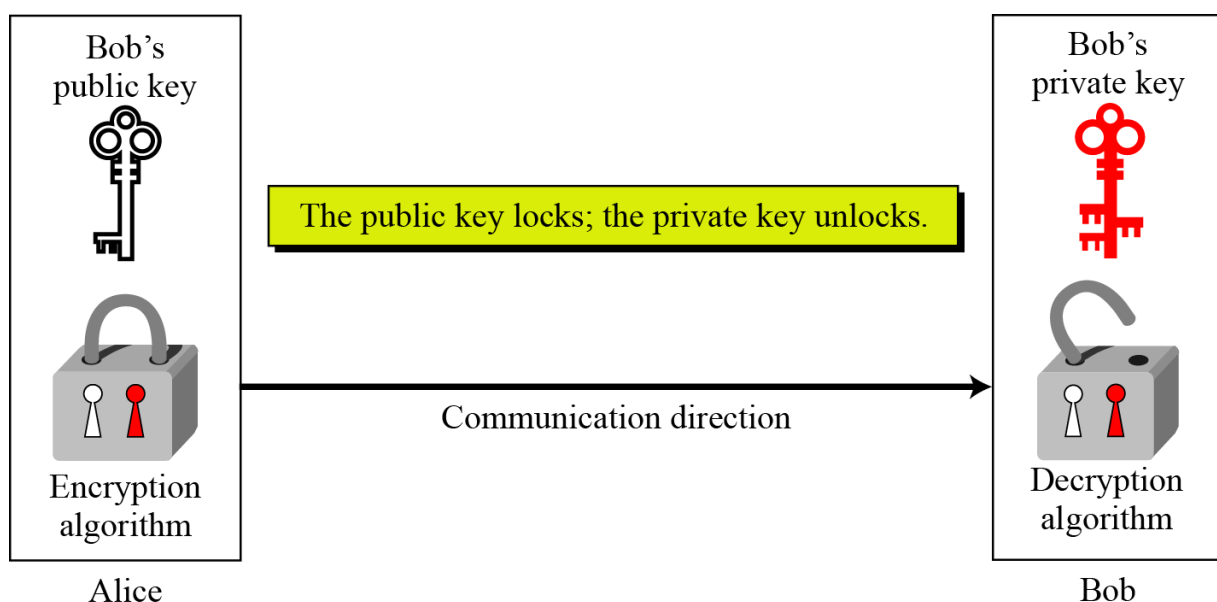 Bob’s
public key
Bob’s
private key
The public key locks; the private key unlocks.
Communication direction
Encryption
algorithm
Decryption
algorithm
Alice
Bob